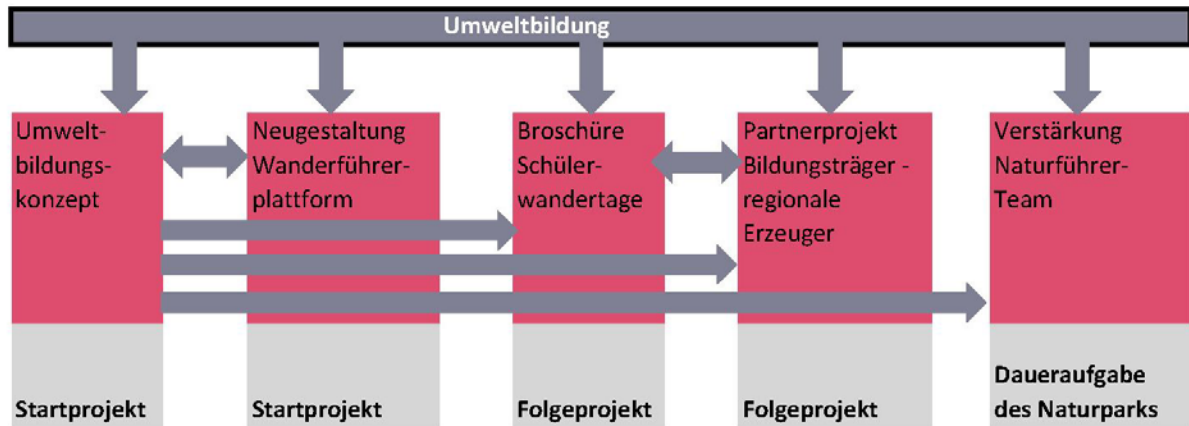 Umweltbildung
Umwelt-
bildungs-
konzept
Neugestaltung
Wanderführer-
plattform
Broschüre
Schüler-
wandertage
Partnerprojekt
Bildungsträger -
regionale
Erzeuger
Verstärkung
Naturführer-
Team
Startprojekt
Startprojekt
Folgeprojekt
Folgeprojekt
Daueraufgabe
des Naturparks